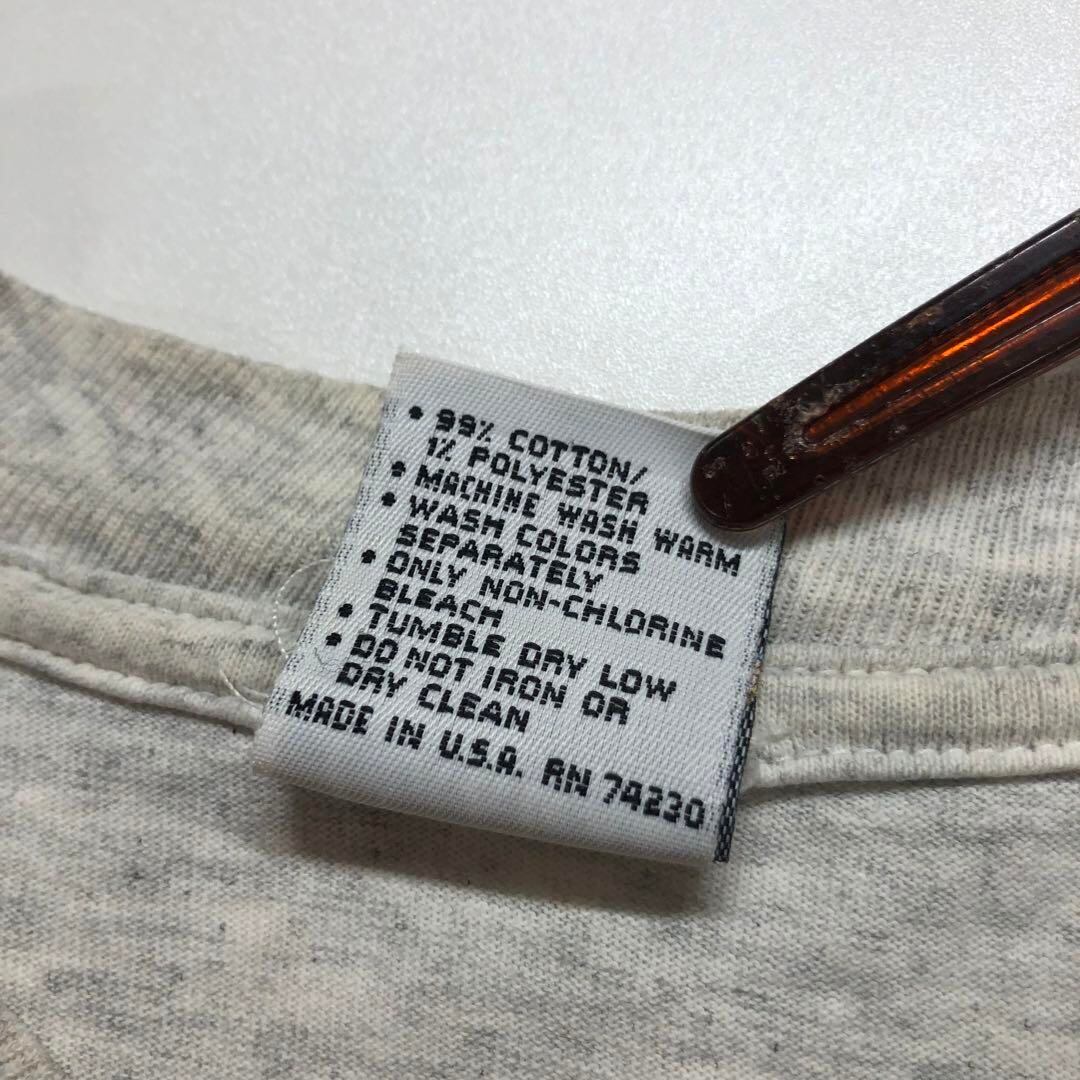 • 99% COTTON/
1% POLYESTER
• MACHINE WASH WARM
• WASH COLORS
SEPARATELY
• ONLY NON-CHLORINE
BLEACH
• TUMBLE DRY LOW
• DO NOT IRON OR
DRY CLEAN
MADE IN U.S.A. RN 74230